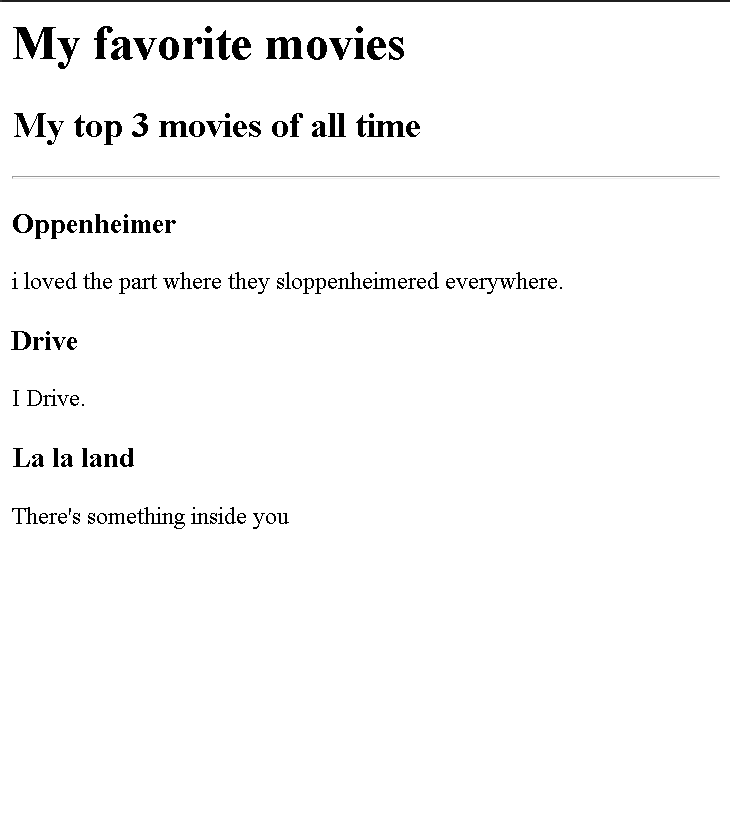 My favorite movies
My top 3 movies of all time
Oppenheimer
i loved the part where they sloppenheimered everywhere.
Drive
I Drive.
La la land
There's something inside you